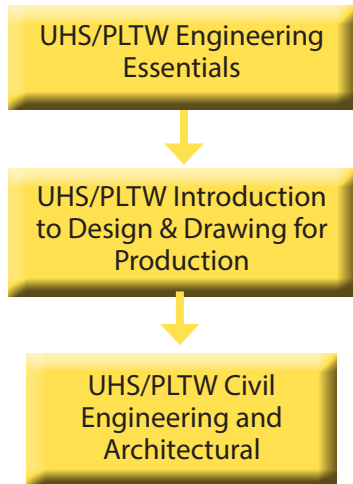 UHS/PLTW Engineering
Essentials
UHS/PLTW Introduction
to Design & Drawing for
Production
UHS/PLTW Civil
Engineering and
Architectural